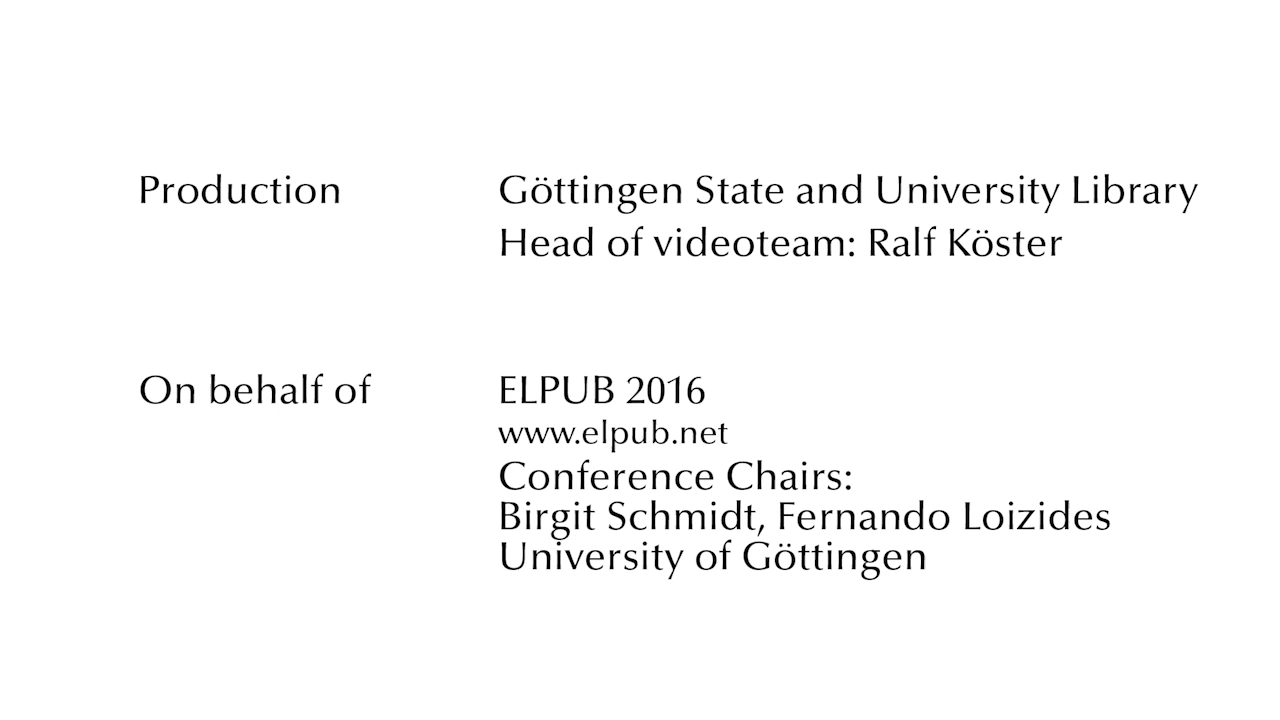 Production Göttingen State and University Library
Head of videoteam: Ralf Köster
On behalf of ELPUB 2016
www.elpub.net
Conference Chairs:
Birgit Schmidt, Fernando Loizides
University of Göttingen